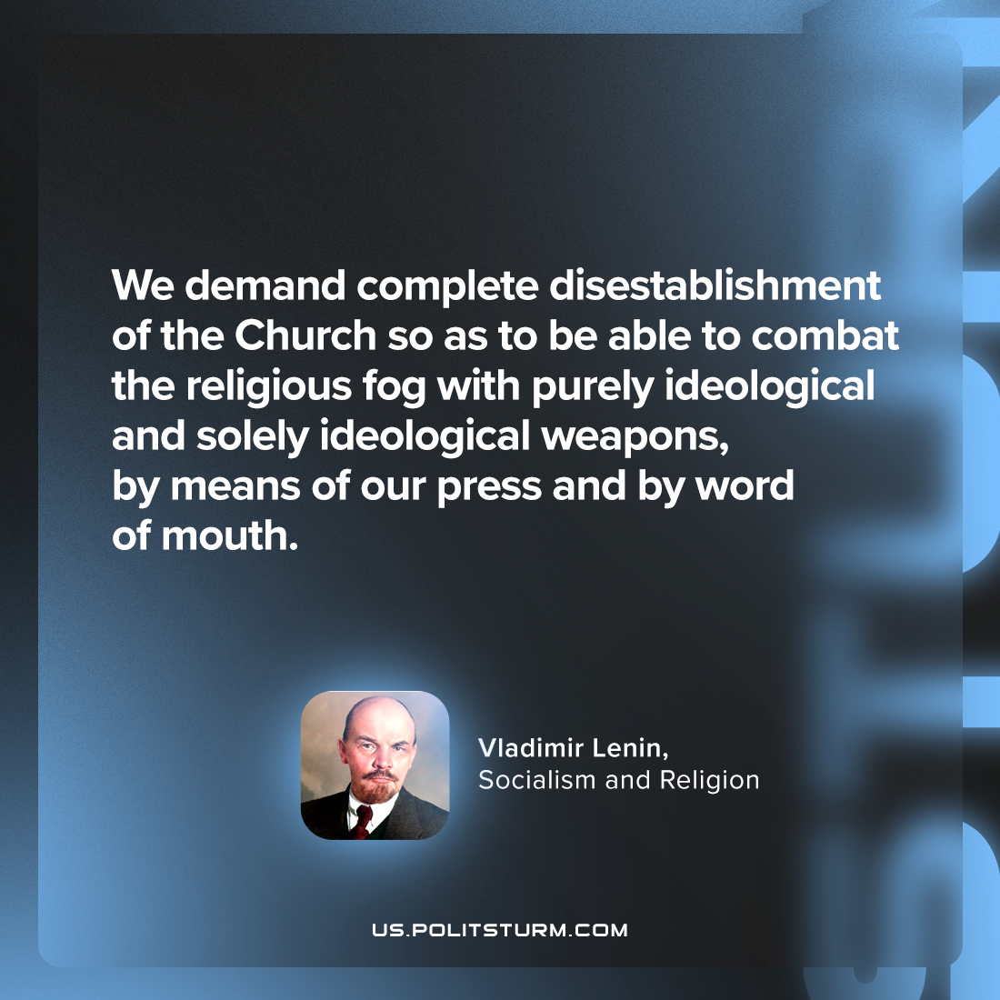 We demand complete disestablishment
of the Church so as to be able to combat
the religious fog with purely ideological
and solely ideological weapons,
by means of our press and by word
of mouth.
Vladimir Lenin,
Socialism and Religion
US.POLITSTURM.COM